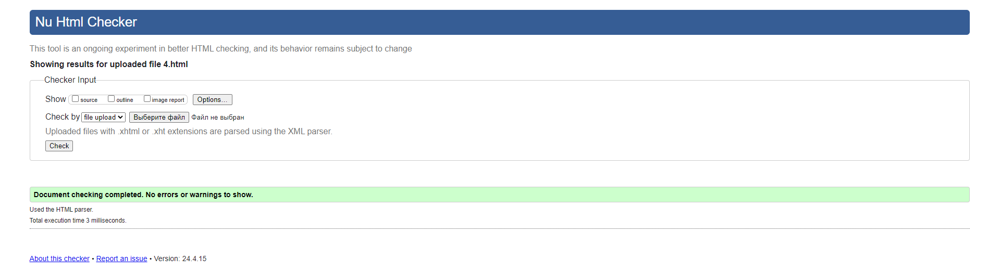 Nu Html Checker
This tool is an ongoing experiment in better HTML checking, and its behavior remains subject to change
Showing results for uploaded file 4.html
Checker Input
Show source outline image report Options...
Check by file upload Выберите файл Файл не выбран
Uploaded files with .xhtml or .xht extensions are parsed using the XML parser.
Check
Document checking completed. No errors or warnings to show.
Used the HTML parser.
Total execution time 3 milliseconds.
About this checker • Report an issue • Version: 24.4.15